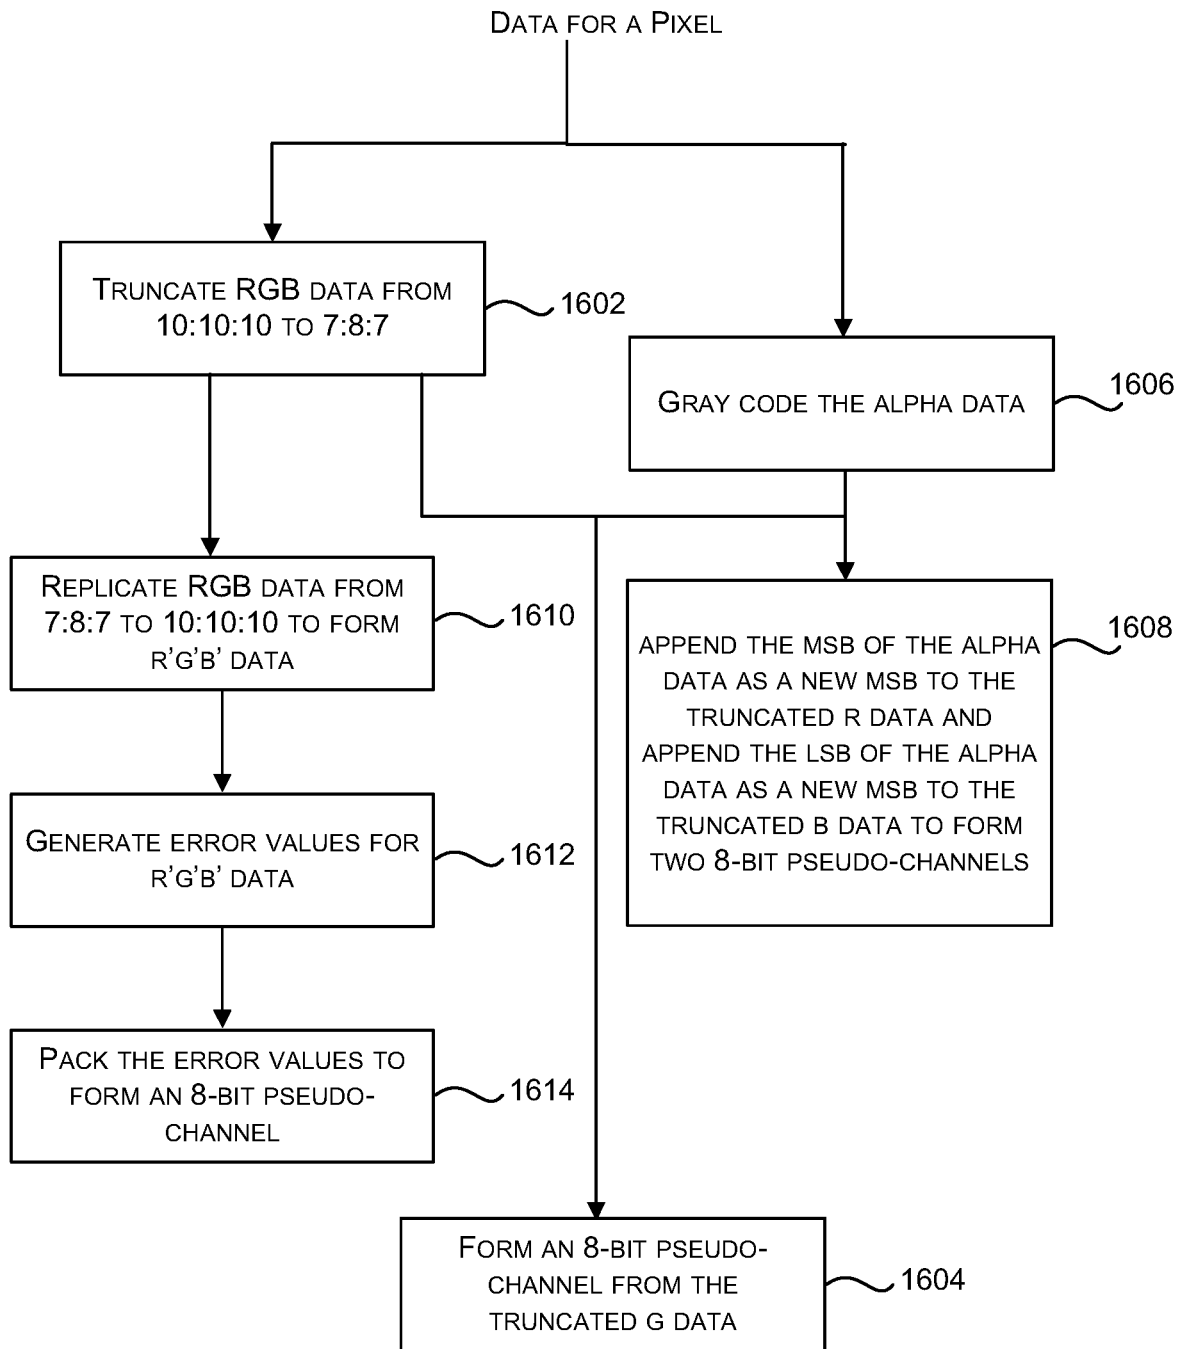 DATA FOR A PIXEL
TRUNCATE RGB DATA FROM
10:10:10 TO 7:8:7
1602
GRAY CODE THE ALPHA DATA
1606
REPLICATE RGB DATA FROM
7:8:7 TO 10:10:10 TO FORM
R'G'B' DATA
1610
APPEND THE MSB OF THE ALPHA
DATA AS A NEW MSB TO THE
TRUNCATED R DATA AND
APPEND THE LSB OF THE ALPHA
DATA AS A NEW MSB TO THE
TRUNCATED B DATA TO FORM
TWO 8-BIT PSEUDO-CHANNELS
1608
GENERATE ERROR VALUES FOR
R'G'B' DATA
1612
PACK THE ERROR VALUES TO
FORM AN 8-BIT PSEUDO-
CHANNEL
1614
FORM AN 8-BIT PSEUDO-
CHANNEL FROM THE
TRUNCATED G DATA
1604